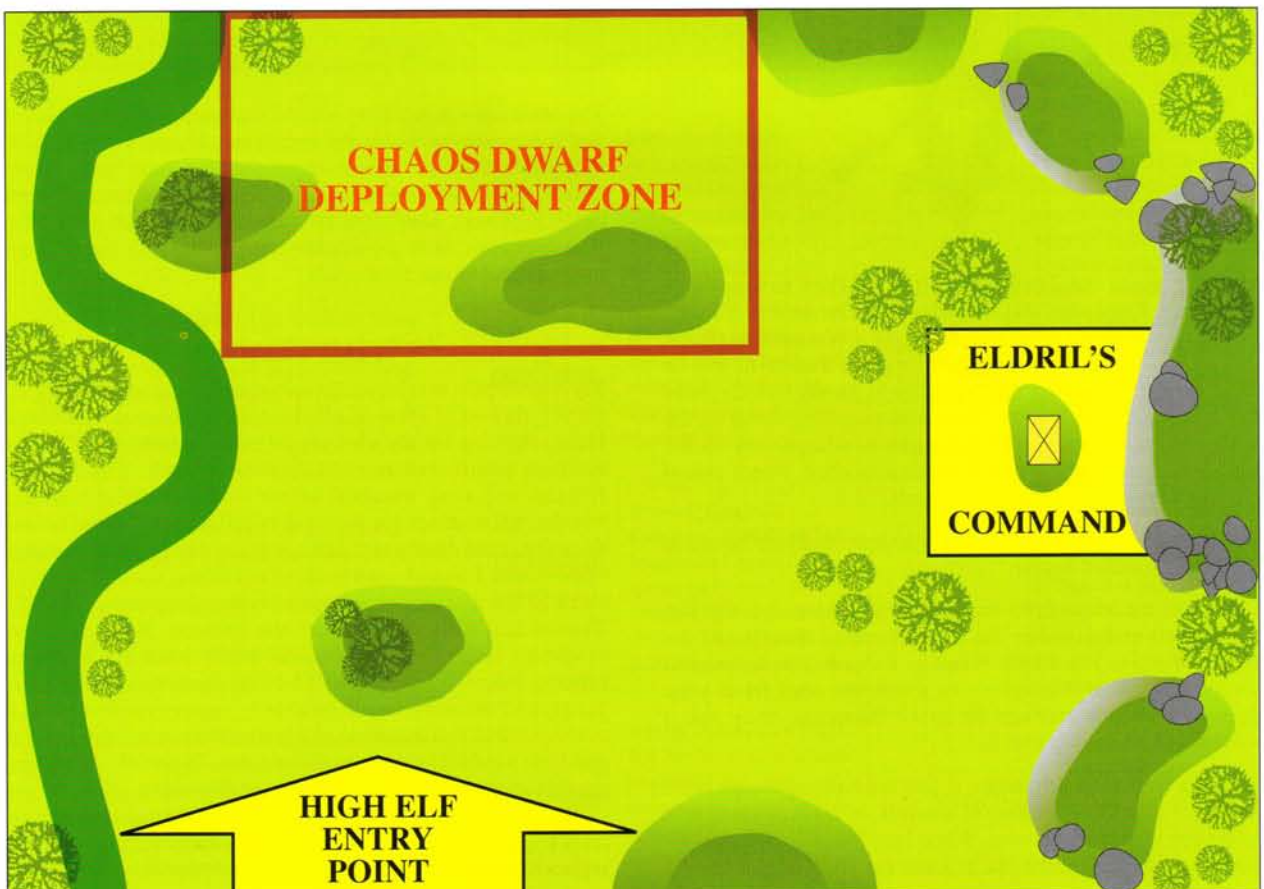 CHAOS DWARF
DEPLOYMENT ZONE
ELDRIL'S
COMMAND
HIGH ELF
ENTRY
POINT